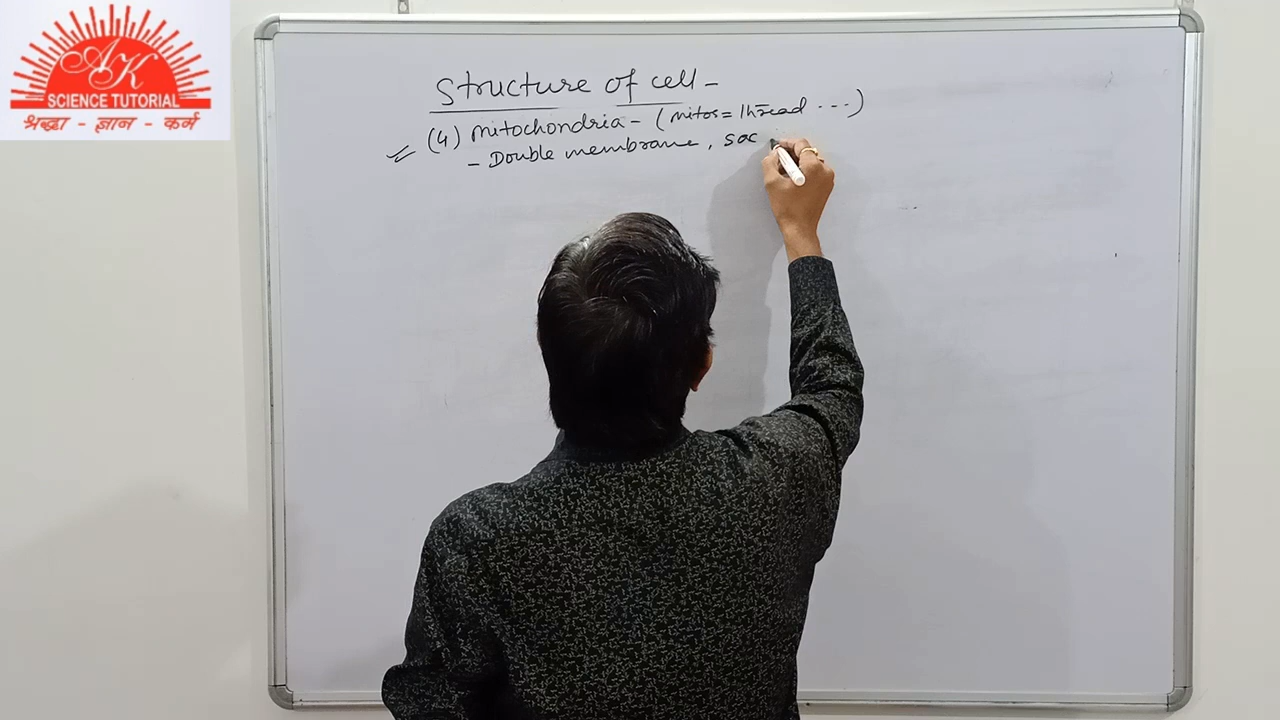 AK
SCIENCE TUTORIAL
श्रद्धा - ज्ञान - कर्म
Structure of cell -
(4) Mitochondria - (Mitos = Thread ...)
- Double membrane, Sac